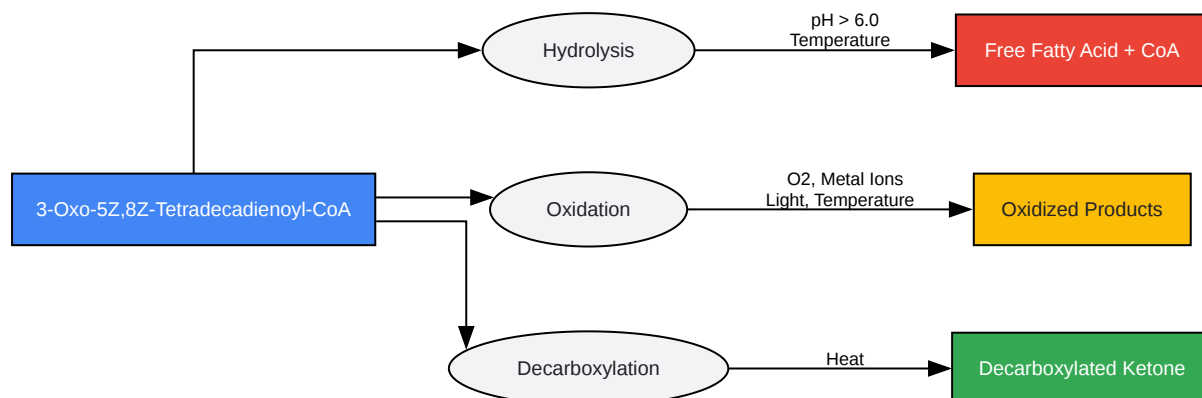 Hydrolysis
pH > 6.0
Temperature
Free Fatty Acid + CoA
3-Oxo-5Z,8Z-Tetradecadienoyl-CoA
Oxidation
O2, Metal Ions
Light, Temperature
Oxidized Products
Decarboxylation
Heat
Decarboxylated Ketone